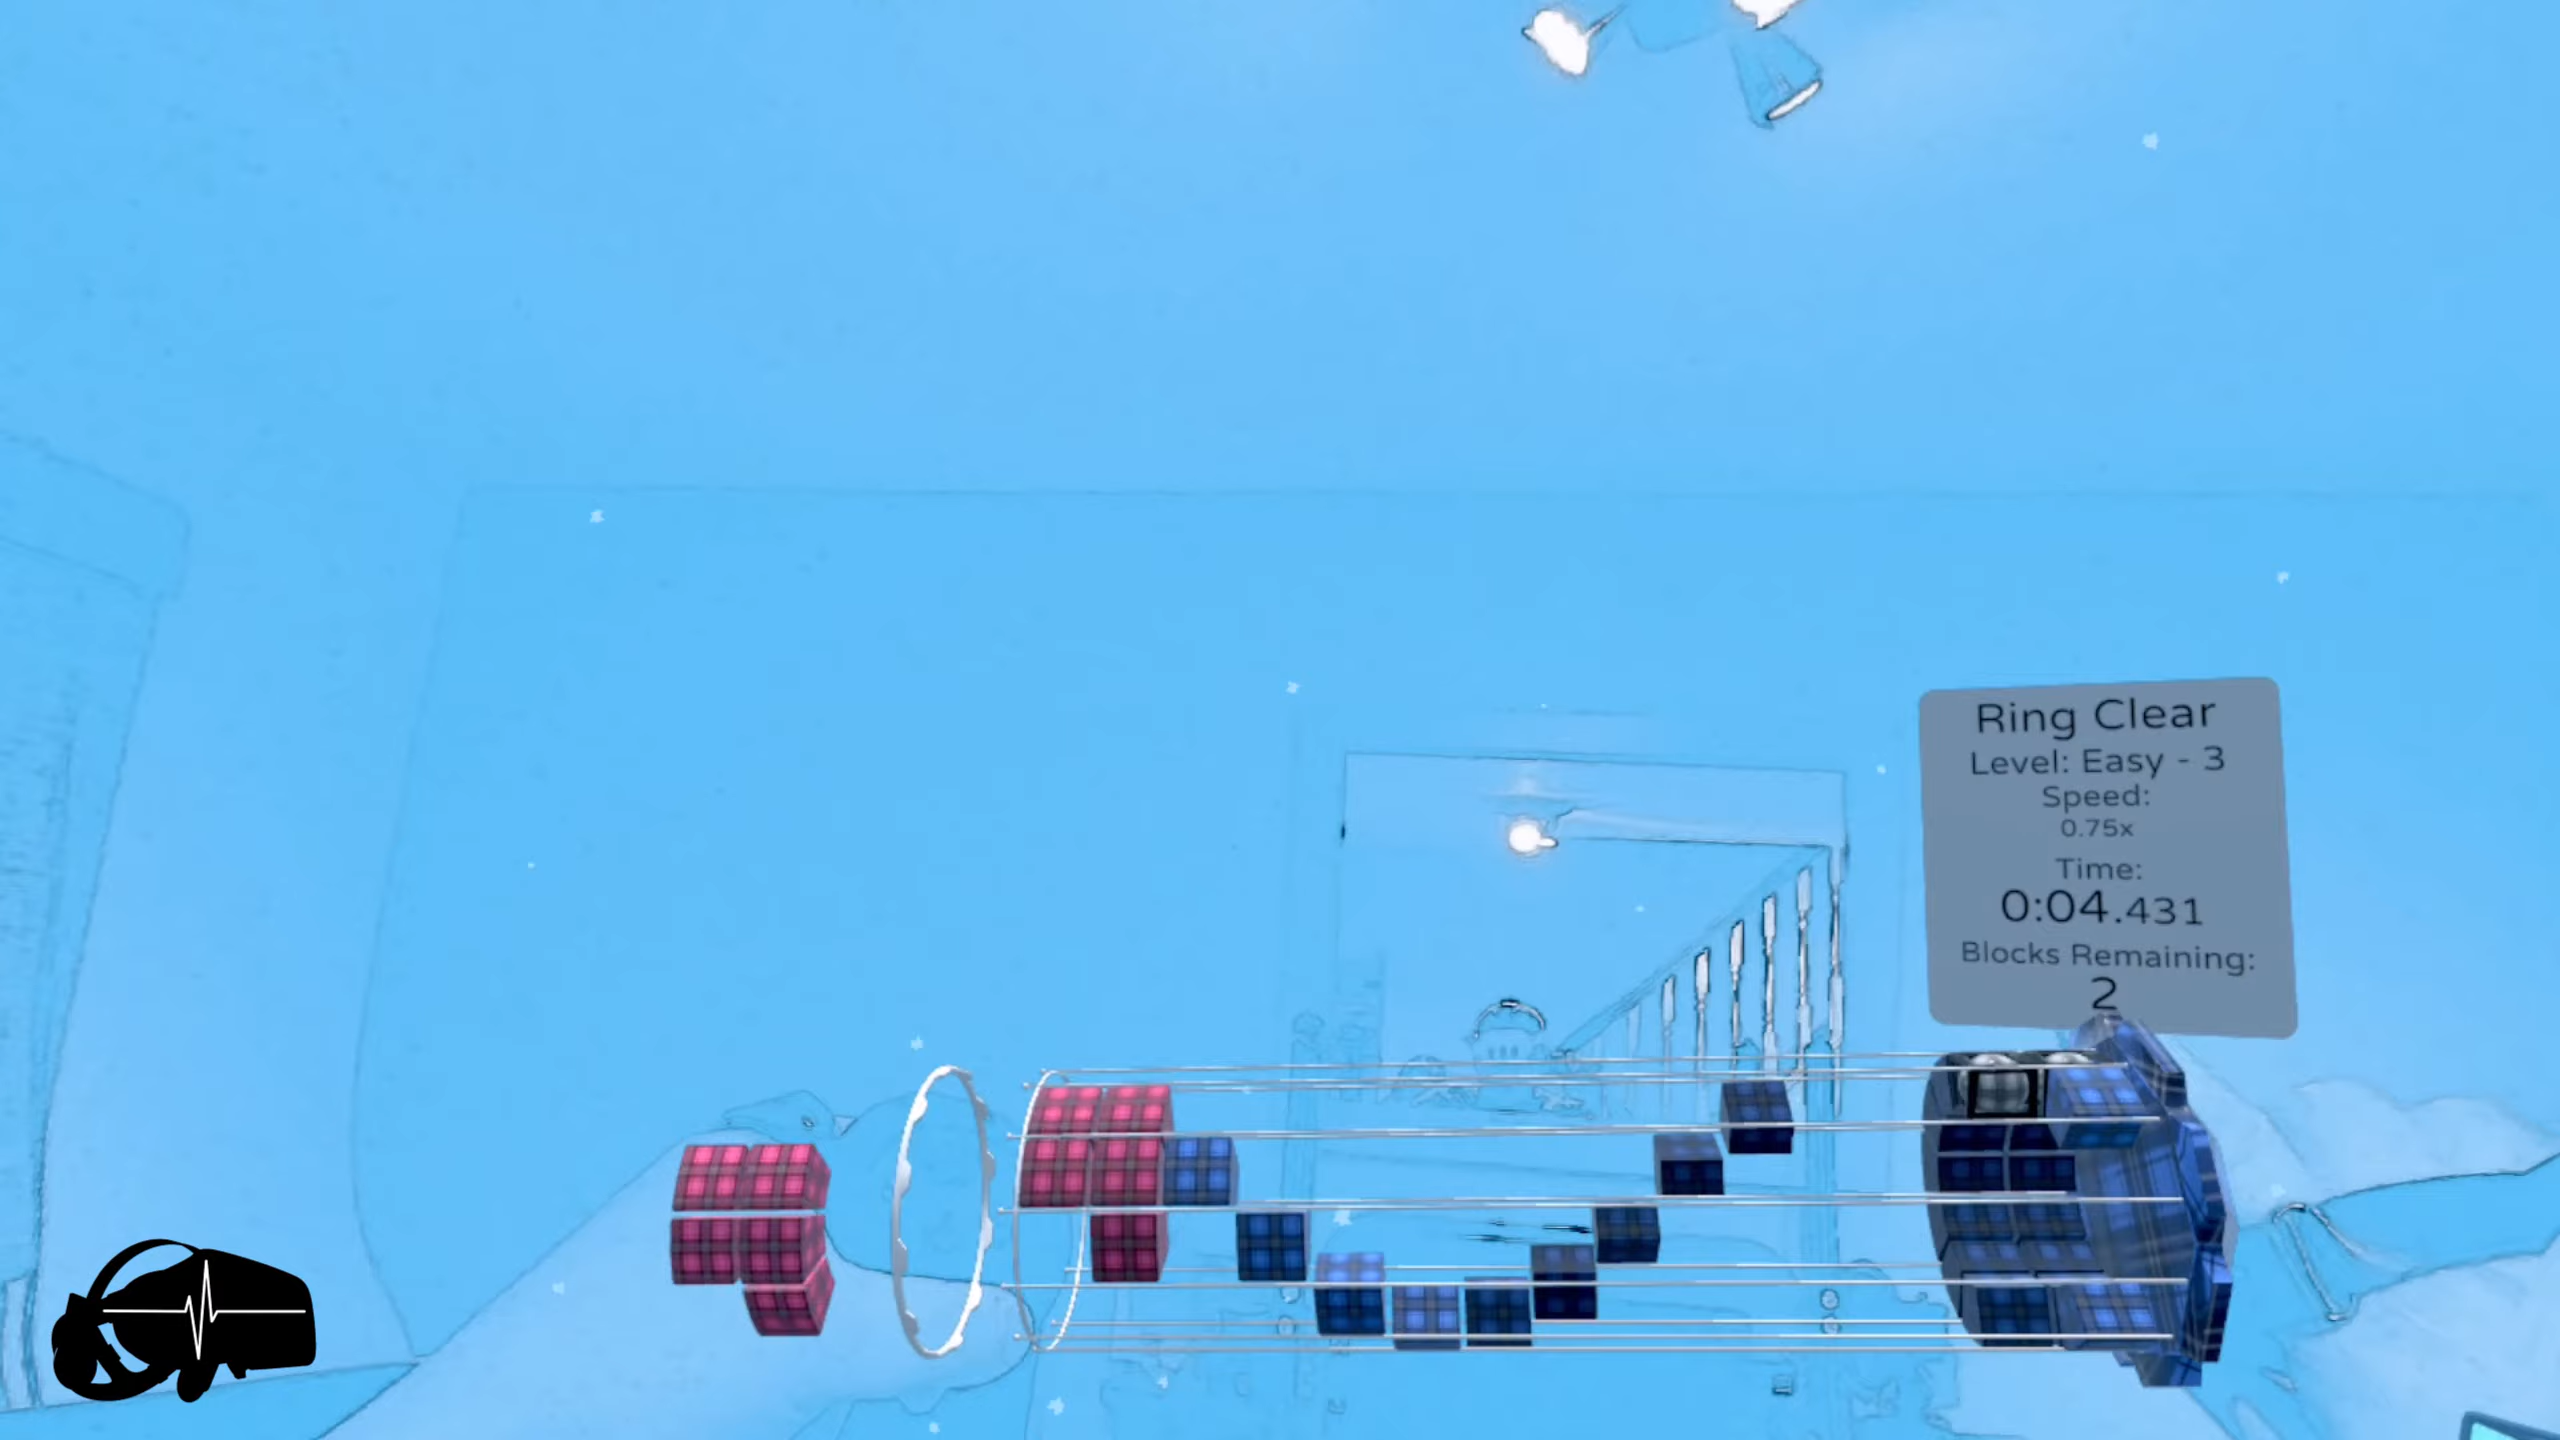 Ring Clear
Level: Easy - 3
Speed:
0.75x
Time:
0:04.431
Blocks Remaining:
2